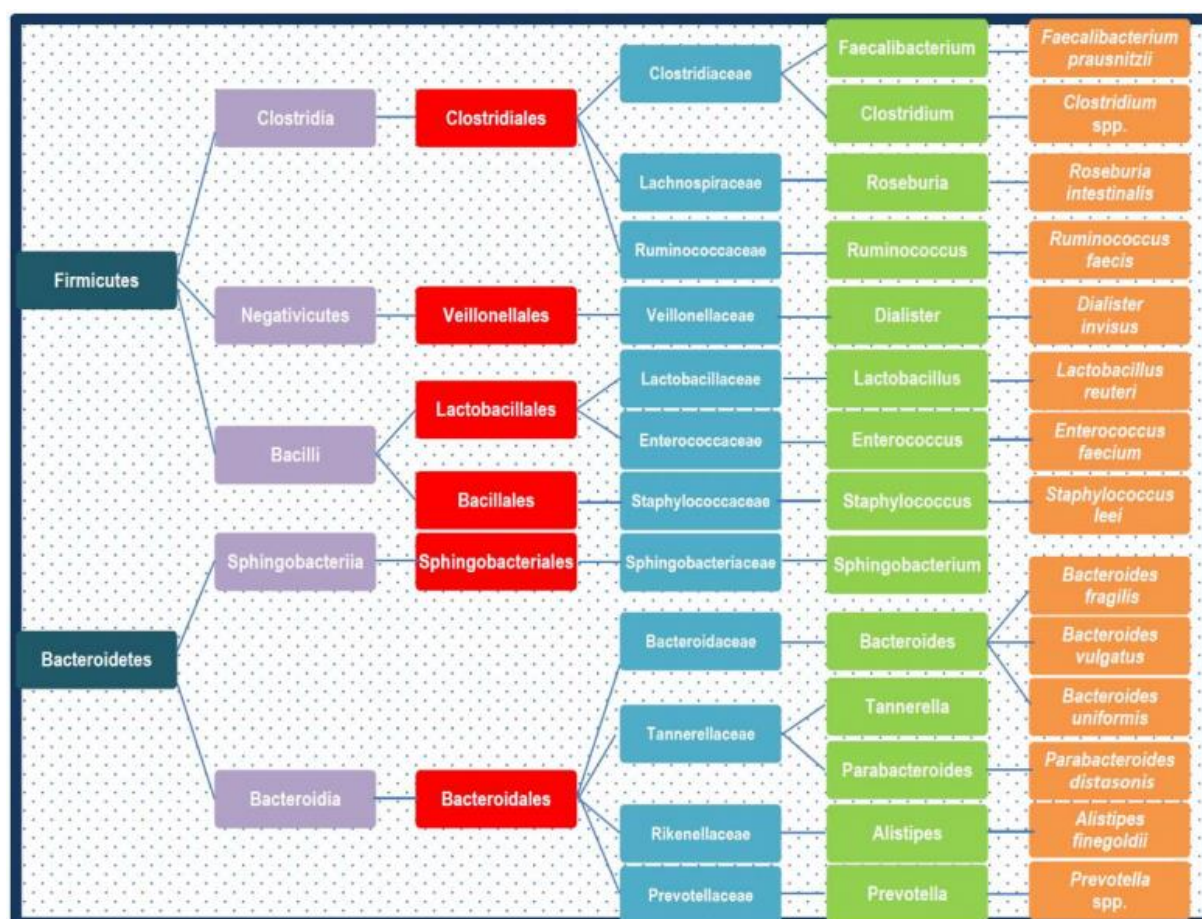 Faecalibacterium
Faecalibacterium
prausnitzii
Clostridiaceae
Clostridia
Clostridiales
Clostridium
Clostridium
spp.
Lachnospiraceae
Roseburia
Roseburia
intestinalis
Ruminococcaceae
Ruminococcus
Ruminococcus
faecis
Firmicutes
Negativicutes
Veillonellales
Veillonellaceae
Dialister
Dialister
invisus
Lactobacillales
Lactobacillaceae
Lactobacillus
Lactobacillus
reuteri
Bacilli
Enterococcaceae
Enterococcus
Enterococcus
faecium
Bacillales
Staphylococcaceae
Staphylococcus
Staphylococcus
leei
Sphingobacteriia
Sphingobacteriales
Sphingobacteriaceae
Sphingobacterium
Bacteroides
fragilis
Bacteroidetes
Bacteroidaceae
Bacteroides
Bacteroides
vulgatus
Tannerella
Bacteroides
uniformis
Tannerellaceae
Parabacteroides
Parabacteroides
distasonis
Bacteroidia
Bacteroidales
Rikenellaceae
Alistipes
Alistipes
finegoldii
Prevotellaceae
Prevotella
Prevotella
spp.